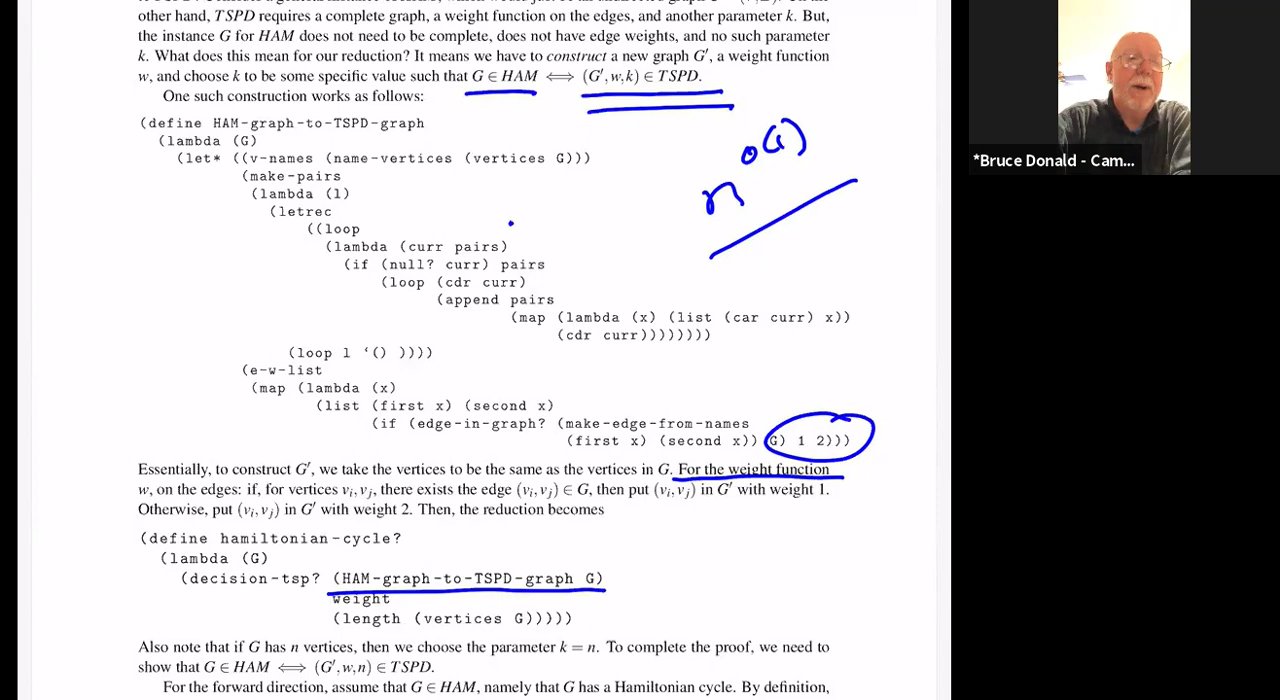 other hand, TSPD requires a complete graph, a weight function on the edges, and another parameter k. But,
the instance G for HAM does not need to be complete, does not have edge weights, and no such parameter
k. What does this mean for our reduction? It means we have to construct a new graph G′, a weight function
w, and choose k to be some specific value such that G ∈ HAM ⟺ (G′, w, k) ∈ TSPD.
One such construction works as follows:
(define HAM-graph-to-TSPD-graph
(lambda (G)
(let* ((v-names (name-vertices (vertices G)))
(make-pairs
(lambda (l)
(letrec
((loop
(lambda (curr pairs)
(if (null? curr) pairs
(loop (cdr curr)
(append pairs
(map (lambda (x) (list (car curr) x))
(cdr curr))))))))
(loop l ‘() ))))
(e-w-list
(map (lambda (x)
(list (first x) (second x)
(if (edge-in-graph? (make-edge-from-names
(first x) (second x)) G) 1 2)))
n^O(1)
*Bruce Donald - Cam...
Essentially, to construct G′, we take the vertices to be the same as the vertices in G. For the weight function
w, on the edges: if, for vertices vi, vj, there exists the edge (vi, vj) ∈ G, then put (vi, vj) in G′ with weight 1.
Otherwise, put (vi, vj) in G′ with weight 2. Then, the reduction becomes
(define hamiltonian-cycle?
(lambda (G)
(decision-tsp? (HAM-graph-to-TSPD-graph G)
weight
(length (vertices G)))))
Also note that if G has n vertices, then we choose the parameter k = n. To complete the proof, we need to
show that G ∈ HAM ⟺ (G′, w, n) ∈ TSPD.
For the forward direction, assume that G ∈ HAM, namely that G has a Hamiltonian cycle. By definition,